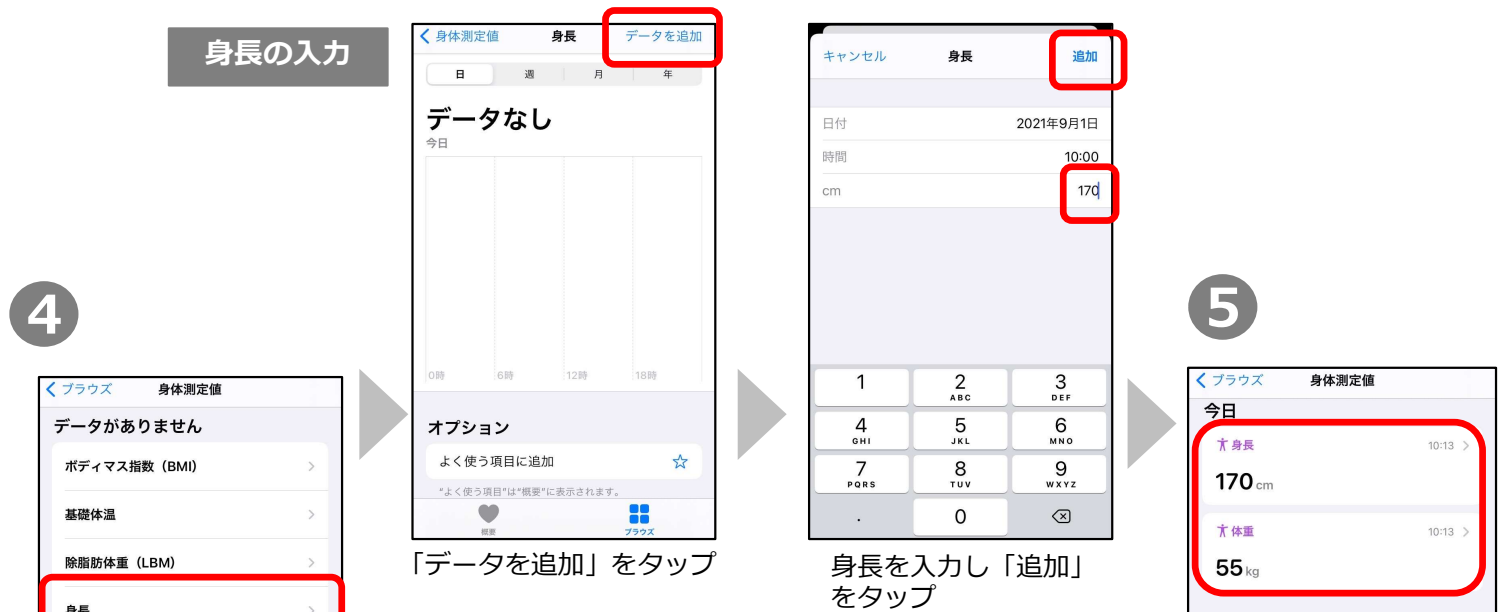 身長の入力
4
ブラウズ 身体測定値
データがありません
ボディマス指数（BMI）
基礎体温
除脂肪体重（LBM）
身長
身体測定値 身長 データを追加
日 週 月 年
データなし
今日
0時 6時 12時 18時
オプション
よく使う項目に追加
“よく使う項目”は“概要”に表示されます。
概要 ブラウズ
「データを追加」をタップ
キャンセル 身長 追加
日付 2021年9月1日
時間 10:00
cm 170
1 2 3
ABC DEF
4 5 6
GHI JKL MNO
7 8 9
PQRS TUV WXYZ
. 0
身長を入力し「追加」
をタップ
5
ブラウズ 身体測定値
今日
身長 10:13
170 cm
体重 10:13
55 kg